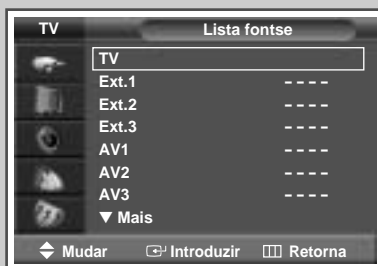 TV Lista fontse
TV
Ext.1 - - - -
Ext.2 - - - -
Ext.3 - - - -
AV1 - - - -
AV2 - - - -
AV3 - - - -
▼ Mais
Mudar Introduzir Retorna